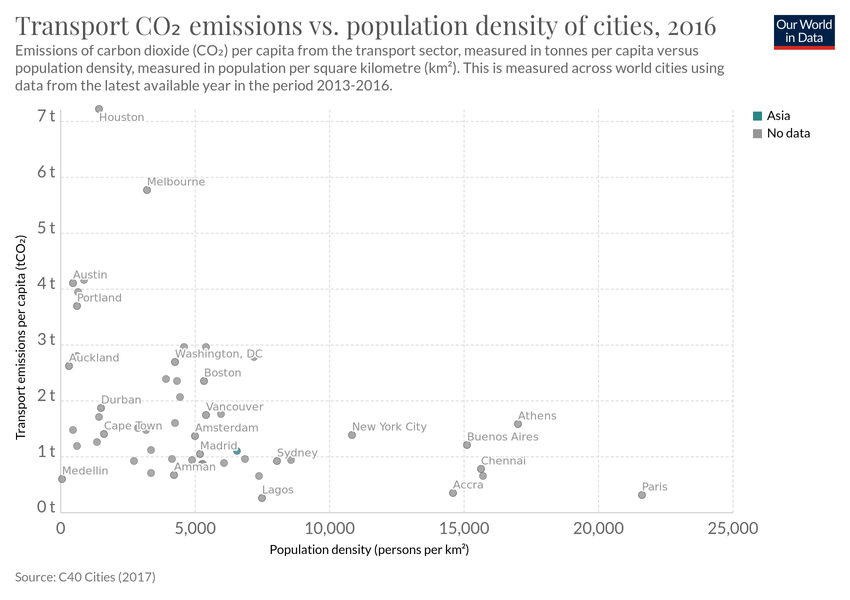 Transport CO₂ emissions vs. population density of cities, 2016
Our World
in Data
Emissions of carbon dioxide (CO₂) per capita from the transport sector, measured in tonnes per capita versus
population density, measured in population per square kilometre (km²). This is measured across world cities using
data from the latest available year in the period 2013-2016.
Asia
No data
7 t
Houston
6 t
Melbourne
5 t
4 t
Austin
Portland
3 t
Washington, DC
Auckland
Boston
2 t
Durban
Vancouver
Athens
Cape Town
Amsterdam
New York City
Buenos Aires
1 t
Madrid
Sydney
Chennai
Medellin
Amman
Lagos
Accra
Paris
0 t
Transport emissions per capita (tCO₂)
0
5,000
10,000
15,000
20,000
25,000
Population density (persons per km²)
Source: C40 Cities (2017)